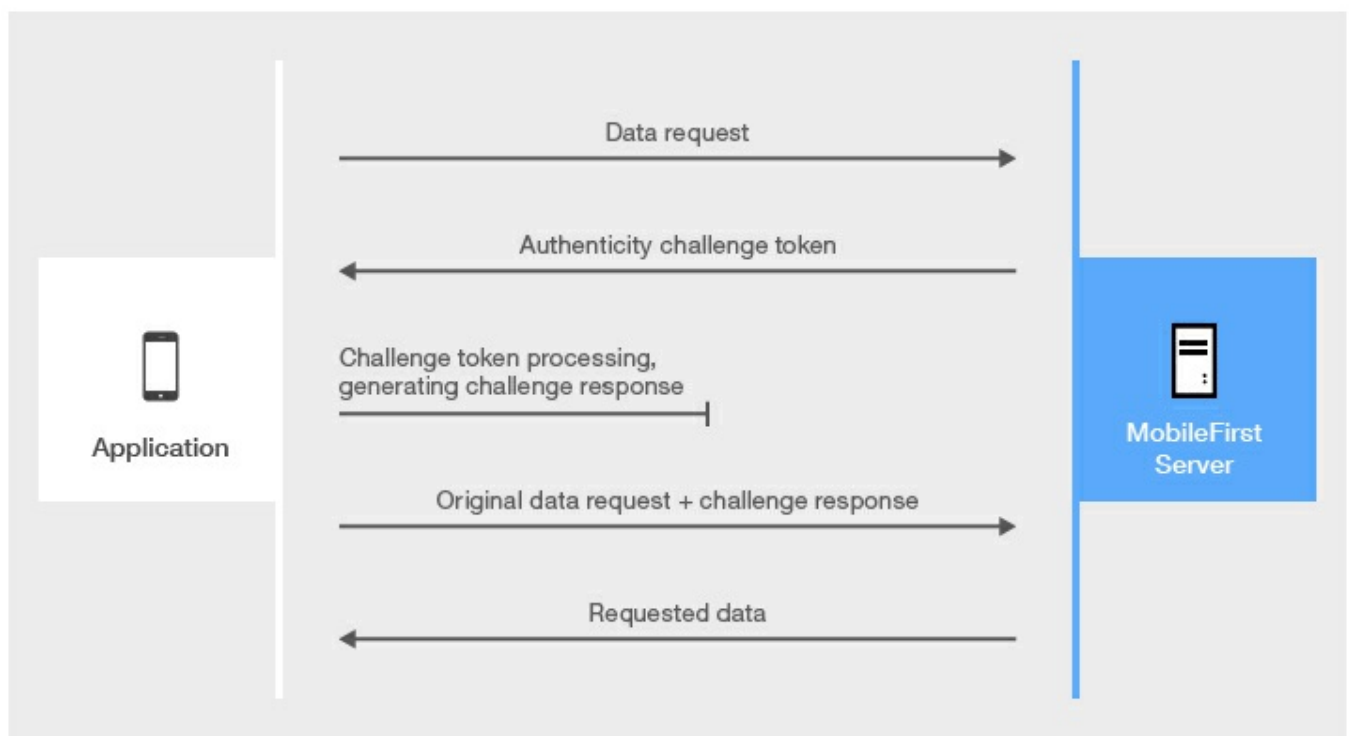 Data request
Authenticity challenge token
Challenge token processing,
generating challenge response
Application
MobileFirst
Server
Original data request + challenge response
Requested data